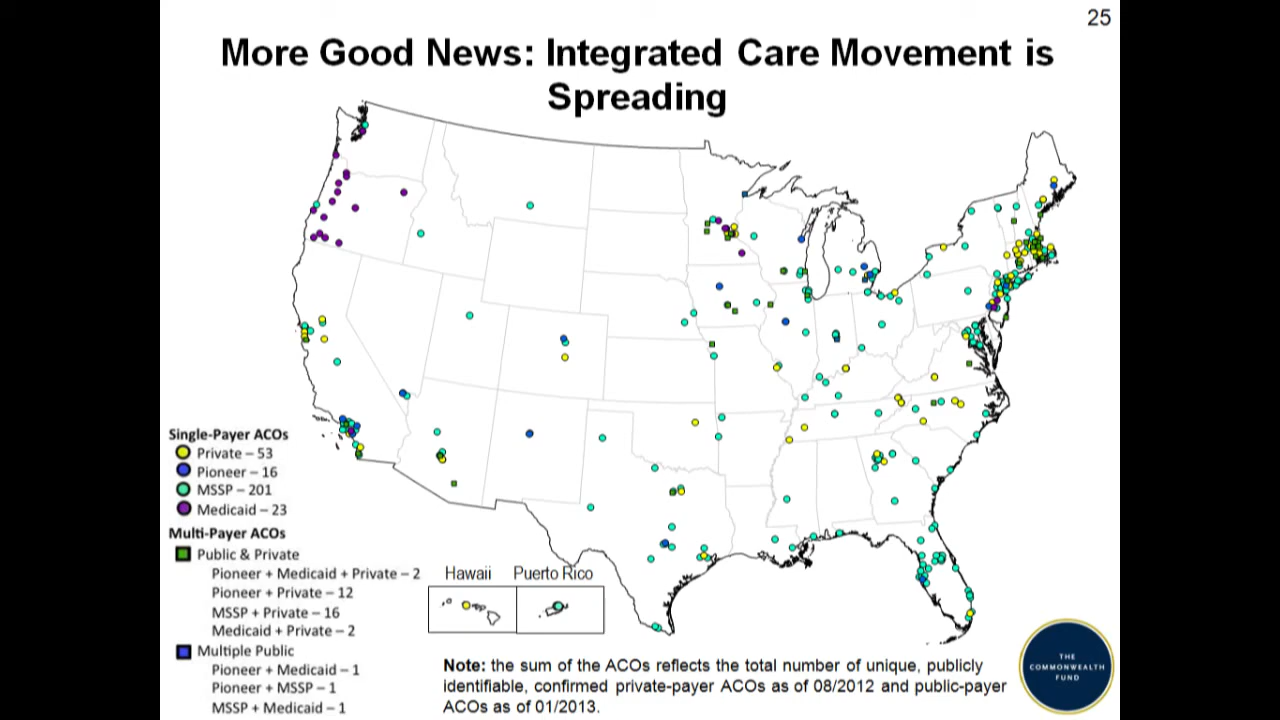 25
More Good News: Integrated Care Movement is
Spreading
Single-Payer ACOs
Private – 53
Pioneer – 16
MSSP – 201
Medicaid – 23
Multi-Payer ACOs
Public & Private
Pioneer + Medicaid + Private – 2
Pioneer + Private – 12
MSSP + Private – 16
Medicaid + Private – 2
Multiple Public
Pioneer + Medicaid – 1
Pioneer + MSSP – 1
MSSP + Medicaid – 1
Hawaii
Puerto Rico
Note: the sum of the ACOs reflects the total number of unique, publicly
identifiable, confirmed private-payer ACOs as of 08/2012 and public-payer
ACOs as of 01/2013.
THE
COMMONWEALTH
FUND